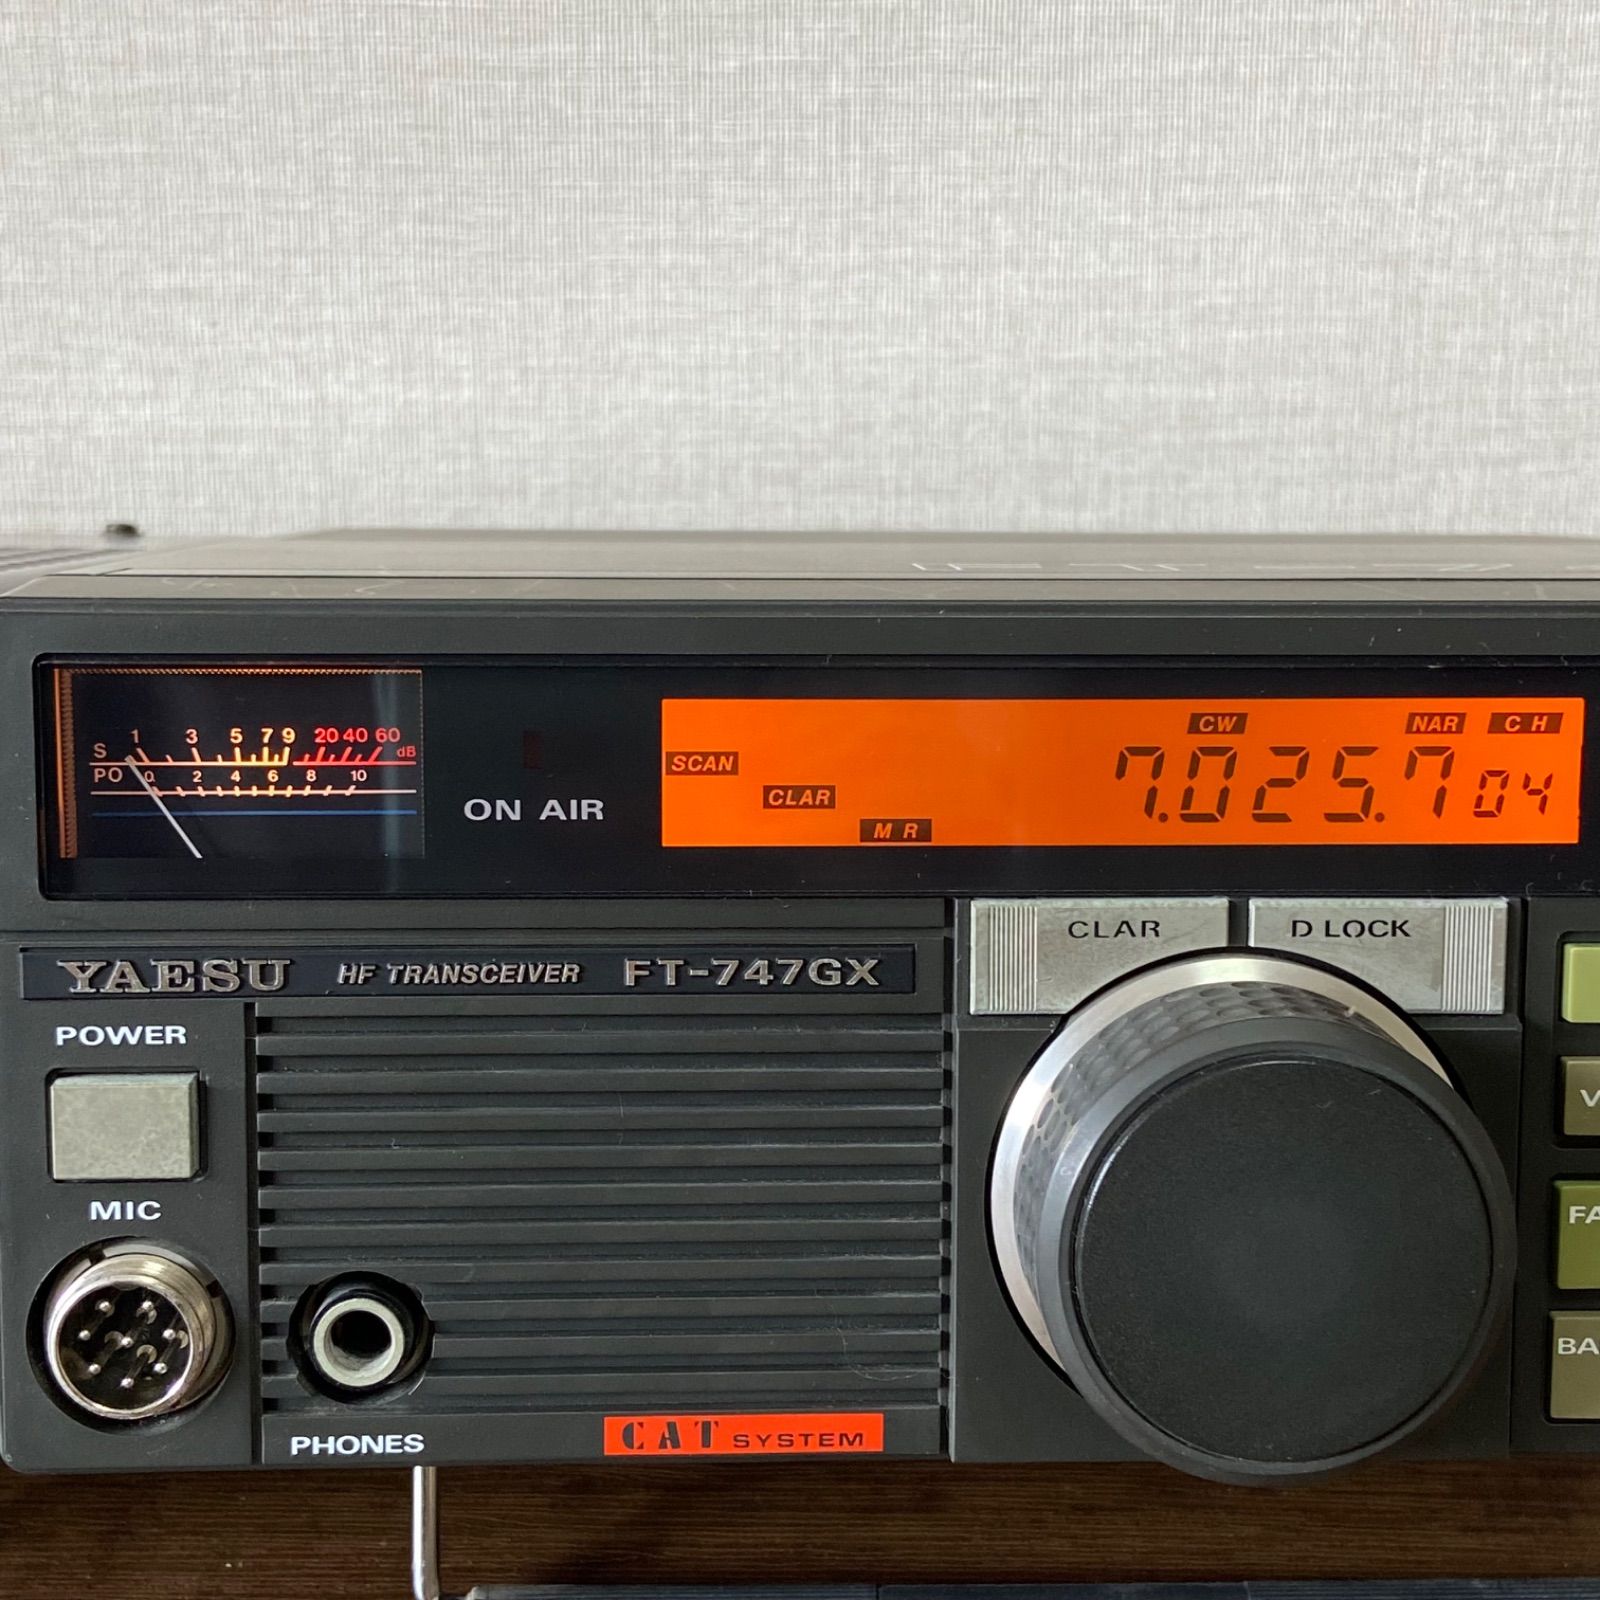 S 1 3 5 7 9 20 40 60 dB
PO 0 2 4 6 8 10
ON AIR
CW NAR CH
SCAN 7.025.7 04
CLAR
MR
CLAR D LOCK
YAESU HF TRANSCEIVER FT-747GX
POWER
MIC
PHONES
CAT SYSTEM
V
FA
BA